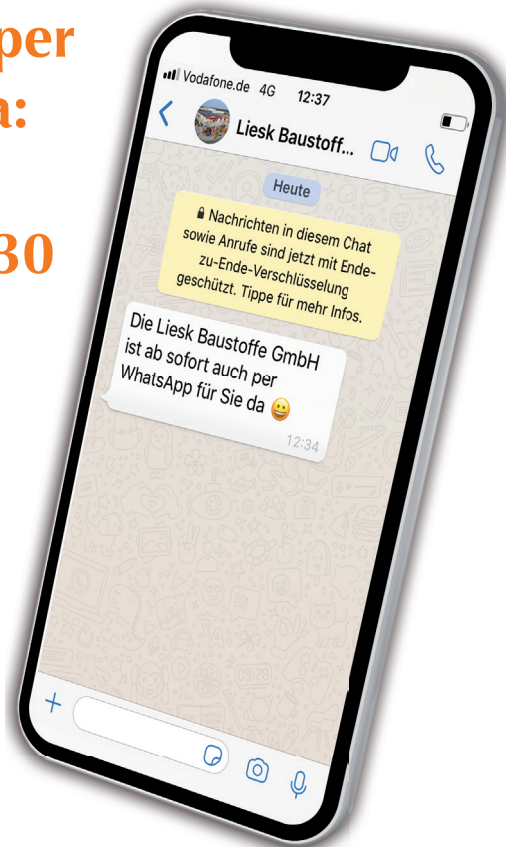 per
a:
30
Vodafone.de 4G 12:37
Liesk Baustoff...
Heute
Nachrichten in diesem Chat
sowie Anrufe sind jetzt mit Ende-
zu-Ende-Verschlüsselung
geschützt. Tippe für mehr Infos.
Die Liesk Baustoffe GmbH
ist ab sofort auch per
WhatsApp für Sie da 😀
12:34